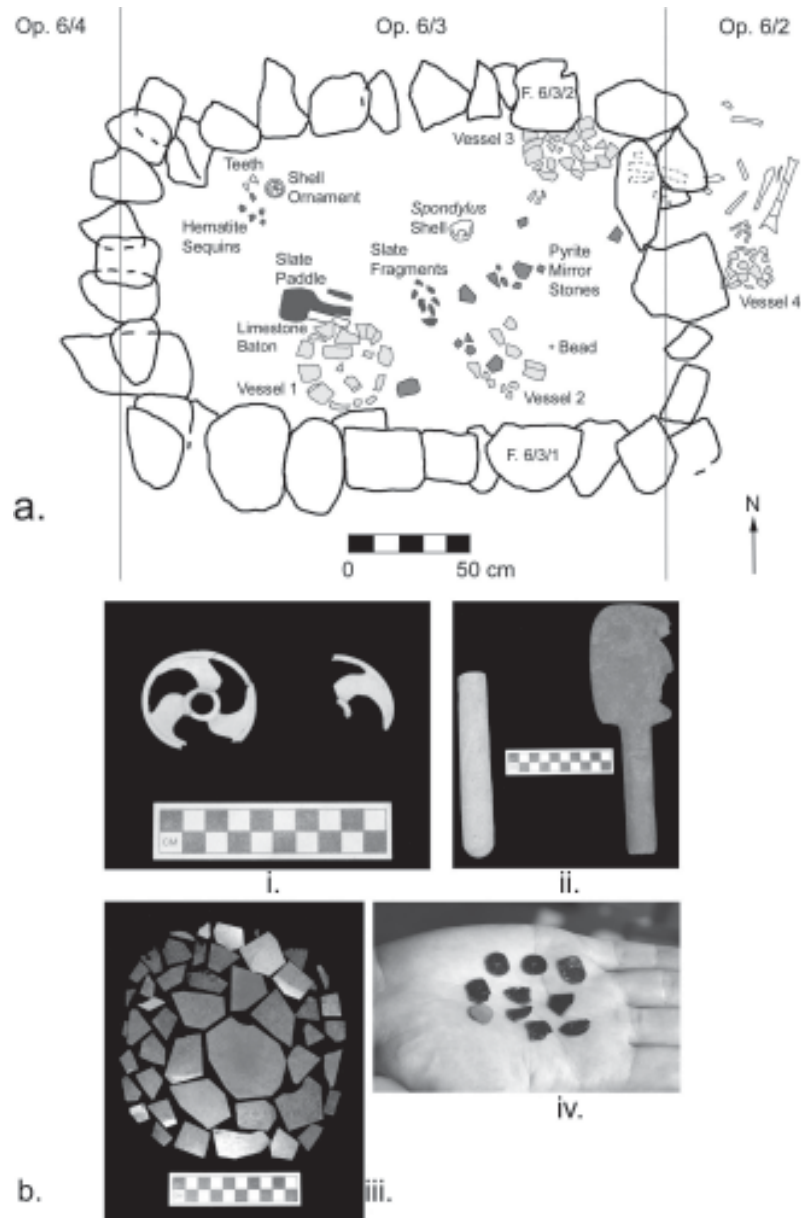 Op. 6/4 Op. 6/3 Op. 6/2
F. 6/3/2
Vessel 3
Teeth
Shell
Ornament
Hematite
Sequins
Spondylus
Shell
Slate
Paddle
Slate
Fragments
Pyrite
Mirror
Stones
Vessel 4
Limestone
Baton
Bead
Vessel 1
Vessel 2
F. 6/3/1
a.
N
0 50 cm
CM
i.
ii.
iii.
iv.
b.